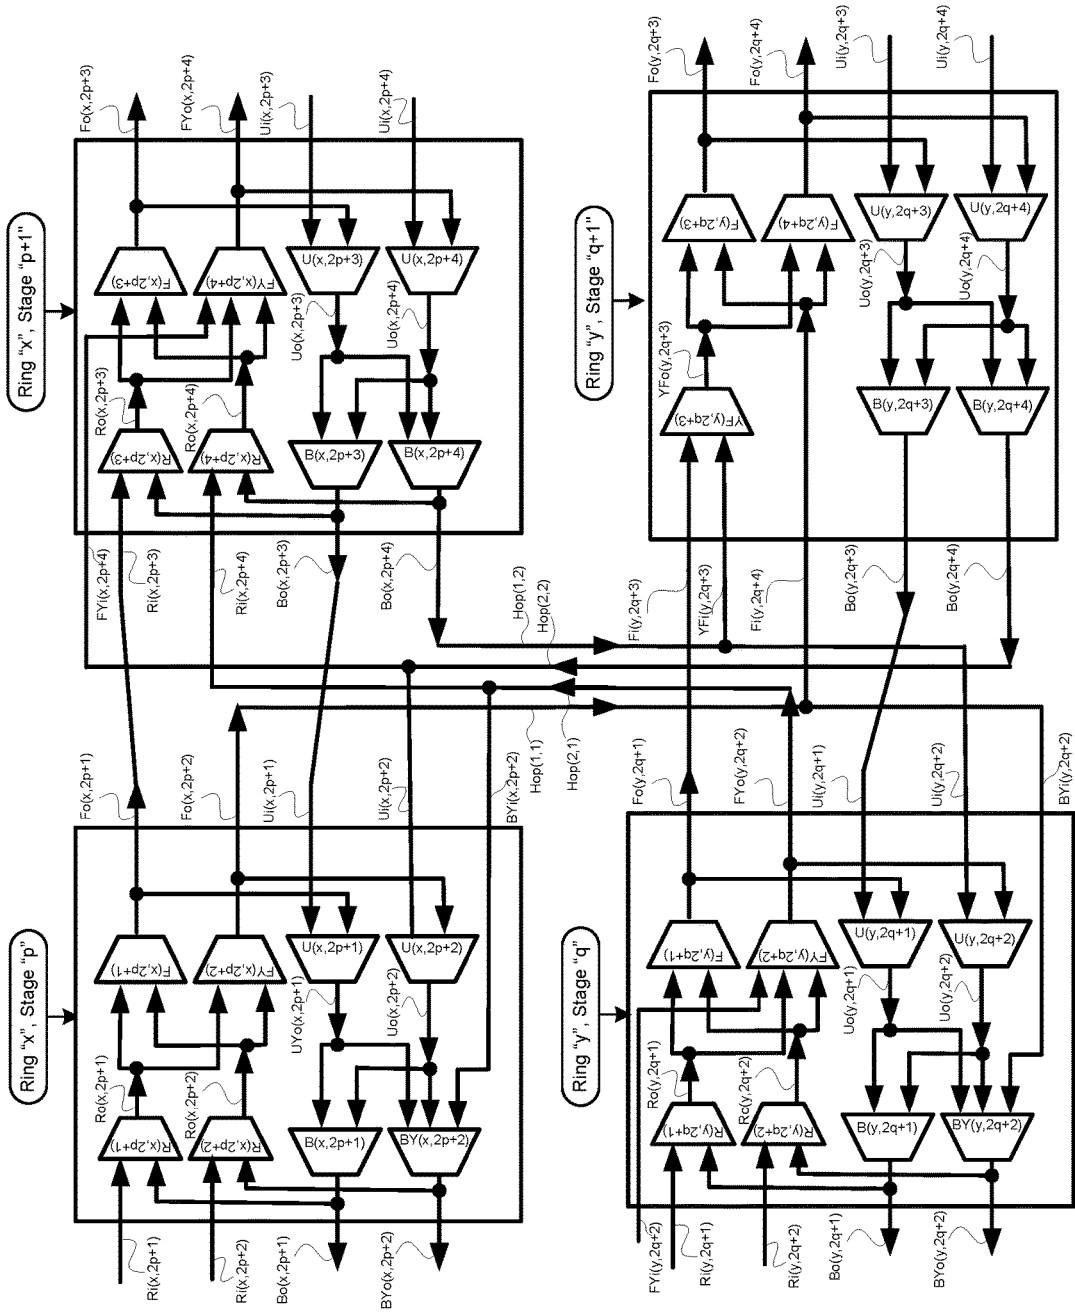 Ring "x", Stage "p+1"
Fo(x,2p+3)
FYo(x,2p+4)
Ui(x,2p+3)
Ui(x,2p+4)
F(x,2p+3)
FY(x,2p+4)
U(x,2p+3)
U(x,2p+4)
Uo(x,2p+3)
Uo(x,2p+4)
Ro(x,2p+3)
Ro(x,2p+4)
R(x,2p+3)
R(x,2p+4)
B(x,2p+3)
B(x,2p+4)
FYi(x,2p+4)
Ri(x,2p+3)
Ri(x,2p+4)
Bo(x,2p+3)
Bo(x,2p+4)
Ring "y", Stage "q+1"
Fo(y,2q+3)
Fo(y,2q+4)
Ui(y,2q+3)
Ui(y,2q+4)
F(y,2q+3)
F(y,2q+4)
U(y,2q+3)
U(y,2q+4)
Uo(y,2q+3)
Uo(y,2q+4)
YFo(y,2q+3)
YF(y,2q+3)
B(y,2q+3)
B(y,2q+4)
Fi(y,2q+3)
YFi(y,2q+3)
Fi(y,2q+4)
Bo(y,2q+3)
Bo(y,2q+4)
Hop(1,2)
Hop(2,2)
Hop(1,1)
Hop(2,1)
Ring "x", Stage "p"
Fo(x,2p+1)
Fo(x,2p+2)
Ui(x,2p+1)
Ui(x,2p+2)
BYi(x,2p+2)
F(x,2p+1)
FY(x,2p+2)
U(x,2p+1)
U(x,2p+2)
UYo(x,2p+1)
Uo(x,2p+2)
Ro(x,2p+1)
Ro(x,2p+2)
R(x,2p+1)
R(x,2p+2)
B(x,2p+1)
BY(x,2p+2)
Ri(x,2p+1)
Ri(x,2p+2)
Bo(x,2p+1)
BYo(x,2p+2)
Ring "y", Stage "q"
Fo(y,2q+1)
FYo(y,2q+2)
Ui(y,2q+1)
Ui(y,2q+2)
BYi(y,2q+2)
F(y,2q+1)
FY(y,2q+2)
U(y,2q+1)
U(y,2q+2)
Uo(y,2q+1)
Uo(y,2q+2)
Ro(y,2q+1)
Ro(y,2q+2)
R(y,2q+1)
R(y,2q+2)
B(y,2q+1)
BY(y,2q+2)
FYi(y,2q+2)
Ri(y,2q+1)
Ri(y,2q+2)
Bo(y,2q+1)
BYo(y,2q+2)